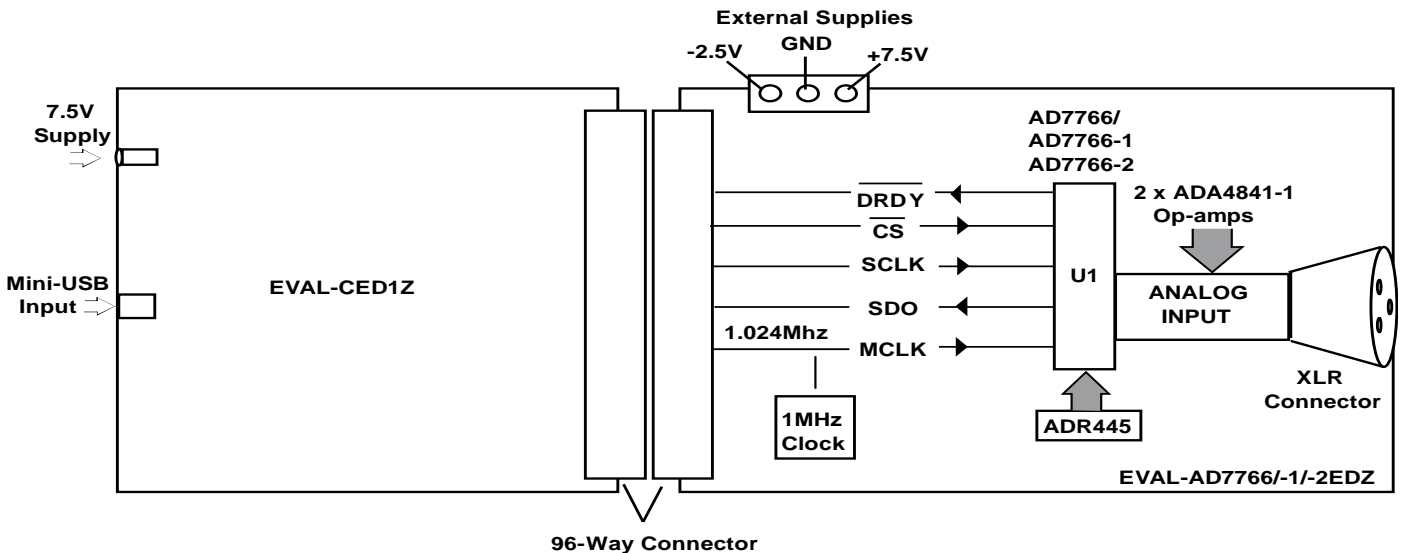 External Supplies
-2.5V
GND
+7.5V
7.5V
Supply
Mini-USB
Input
EVAL-CED1Z
AD7766/
AD7766-1
AD7766-2
DRDY
CS
SCLK
SDO
1.024Mhz
MCLK
1MHz
Clock
U1
2 x ADA4841-1
Op-amps
ANALOG
INPUT
XLR
Connector
ADR445
EVAL-AD7766/-1/-2EDZ
96-Way Connector